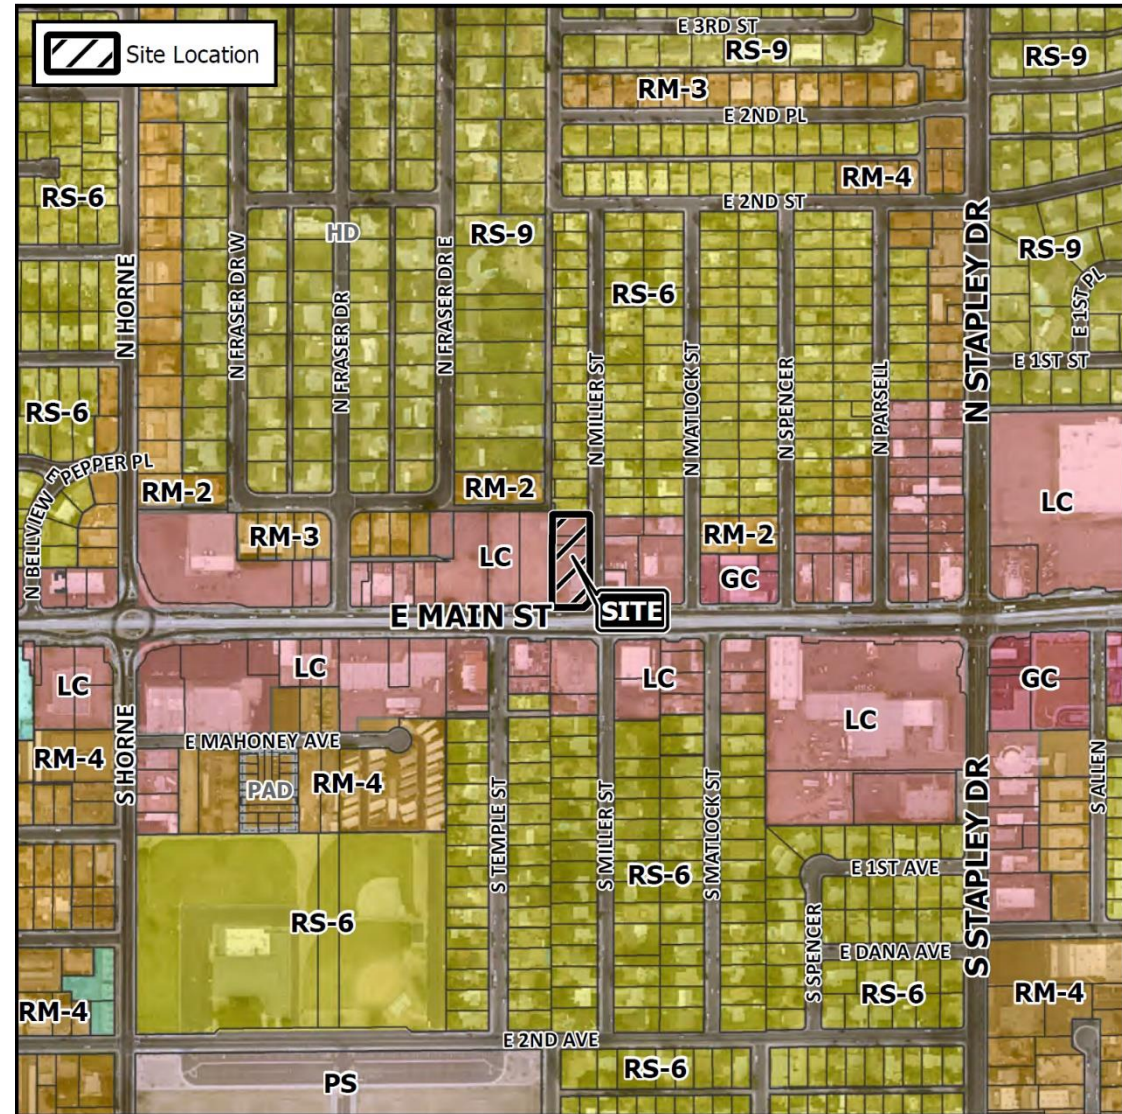 Site Location
E 3RD ST
RS-9
RS-9
RM-3
E 2ND PL
RS-6
RM-4
E 2ND ST
HD
RS-9
RS-9
N HORNE
N FRASER DR W
N FRASER DR
N FRASER DR E
RS-6
N STAPLEY DR
E 1ST PL
E 1ST ST
N MILLER ST
N MATLOCK ST
N SPENCER
N PARSELL
RS-6
E PEPPER PL
N BELLVIEW
RM-2
RM-2
LC
RM-3
LC
RM-2
GC
SITE
E MAIN ST
LC
LC
LC
GC
LC
E MAHONEY AVE
RM-4
S HORNE
PAD
RM-4
S TEMPLE ST
S MILLER ST
S MATLOCK ST
S STAPLEY DR
S ALLEN
RS-6
E 1ST AVE
RS-6
S SPENCER
E DANA AVE
RS-6
RM-4
RM-4
E 2ND AVE
RS-6
PS